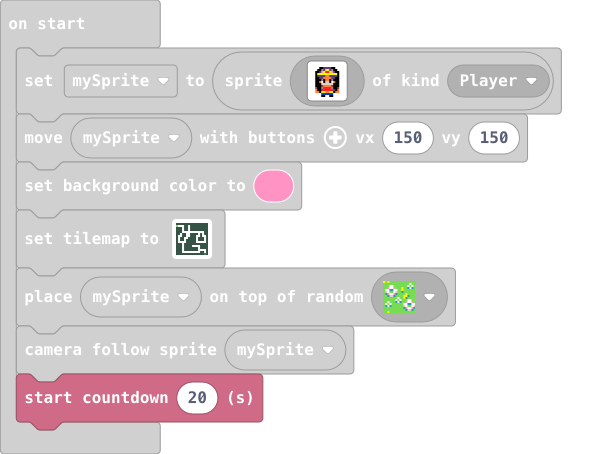 on start
set mySprite to sprite of kind Player
move mySprite with buttons vx 150 vy 150
set background color to
set tilemap to
place mySprite on top of random
camera follow sprite mySprite
start countdown 20 (s)